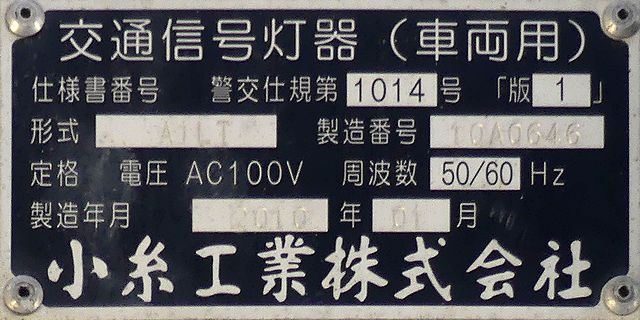 交通信号灯器（車両用）
仕様書番号 警交仕規第 1014 号 「版 1 」
形式 A1LT 製造番号 10A0646
定格 電圧 AC100V 周波数 50/60 Hz
製造年月 2010 年 01 月
小糸工業株式会社